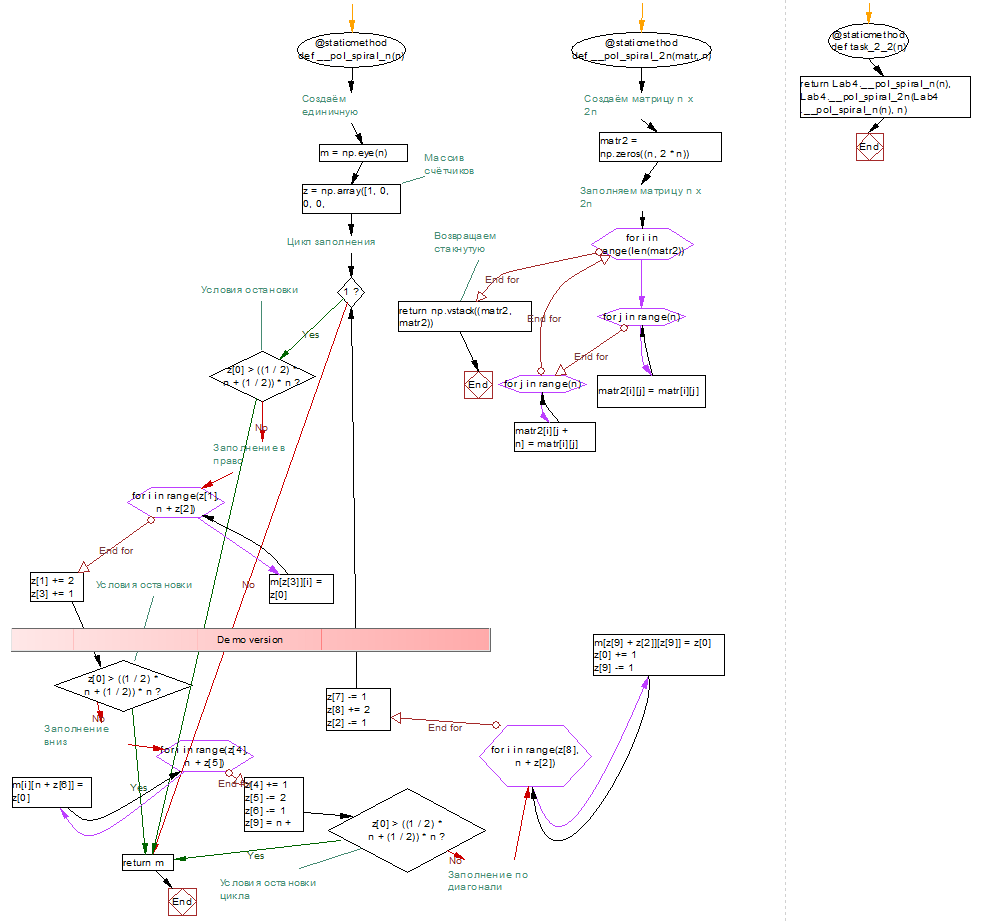 @staticmethod
def __pol_spiral_n(n)
Создаём
единичную
m = np.eye(n)
Массив
счётчиков
z = np.array([1, 0,
0, 0,
Цикл заполнения
1 ?
Условия остановки
Yes
z[0] > ((1 / 2) *
n + (1 / 2)) * n ?
No
Заполнение в
право
for i in range(z[1],
n + z[2])
End for
z[1] += 2
z[3] += 1
Условия остановки
No
m[z[3]][i] =
z[0]
Demo version
z[0] > ((1 / 2) *
n + (1 / 2)) * n ?
No
Заполнение
вниз
for i in range(z[4],
n + z[5])
m[i][n + z[6]] =
z[0]
Yes
End for
z[4] += 1
z[5] -= 2
z[6] -= 1
z[9] = n +
z[0] > ((1 / 2) *
n + (1 / 2)) * n ?
Yes
No
return m
End
Условия остановки
цикла
Заполнение по
диагонали
for i in range(z[8],
n + z[2])
End for
z[7] -= 1
z[8] += 2
z[2] -= 1
m[z[9] + z[2]][z[9]] = z[0]
z[0] += 1
z[9] -= 1
@staticmethod
def __pol_spiral_2n(matr, n)
Создаём матрицу n x
2n
matr2 =
np.zeros((n, 2 * n))
Заполняем матрицу n x
2n
for i in
range(len(matr2))
Возвращаем
стакнутую
End for
return np.vstack((matr2,
matr2))
End
for j in range(n)
End for
End for
for j in range(n)
matr2[i][j] = matr[i][j]
matr2[i][j +
n] = matr[i][j]
@staticmethod
def task_2_2(n)
return Lab4.__pol_spiral_n(n),
Lab4.__pol_spiral_2n(Lab4
.__pol_spiral_n(n), n)
End